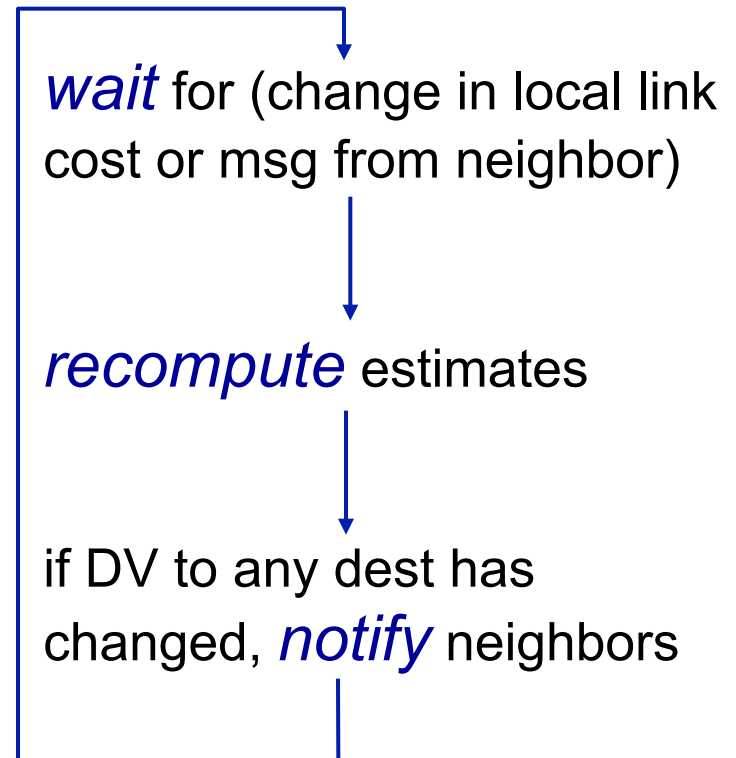 wait for (change in local link
cost or msg from neighbor)
recompute estimates
if DV to any dest has
changed, notify neighbors